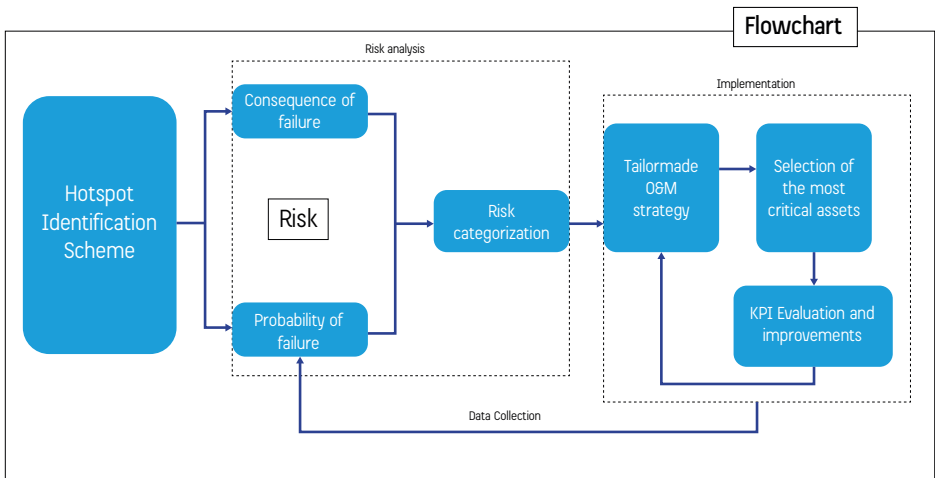 Flowchart
Risk analysis
Implementation
Hotspot
Identification
Scheme
Consequence of
failure
Risk
Probability of
failure
Risk
categorization
Tailormade
O&M
strategy
Selection of
the most
critical assets
KPI Evaluation and
improvements
Data Collection